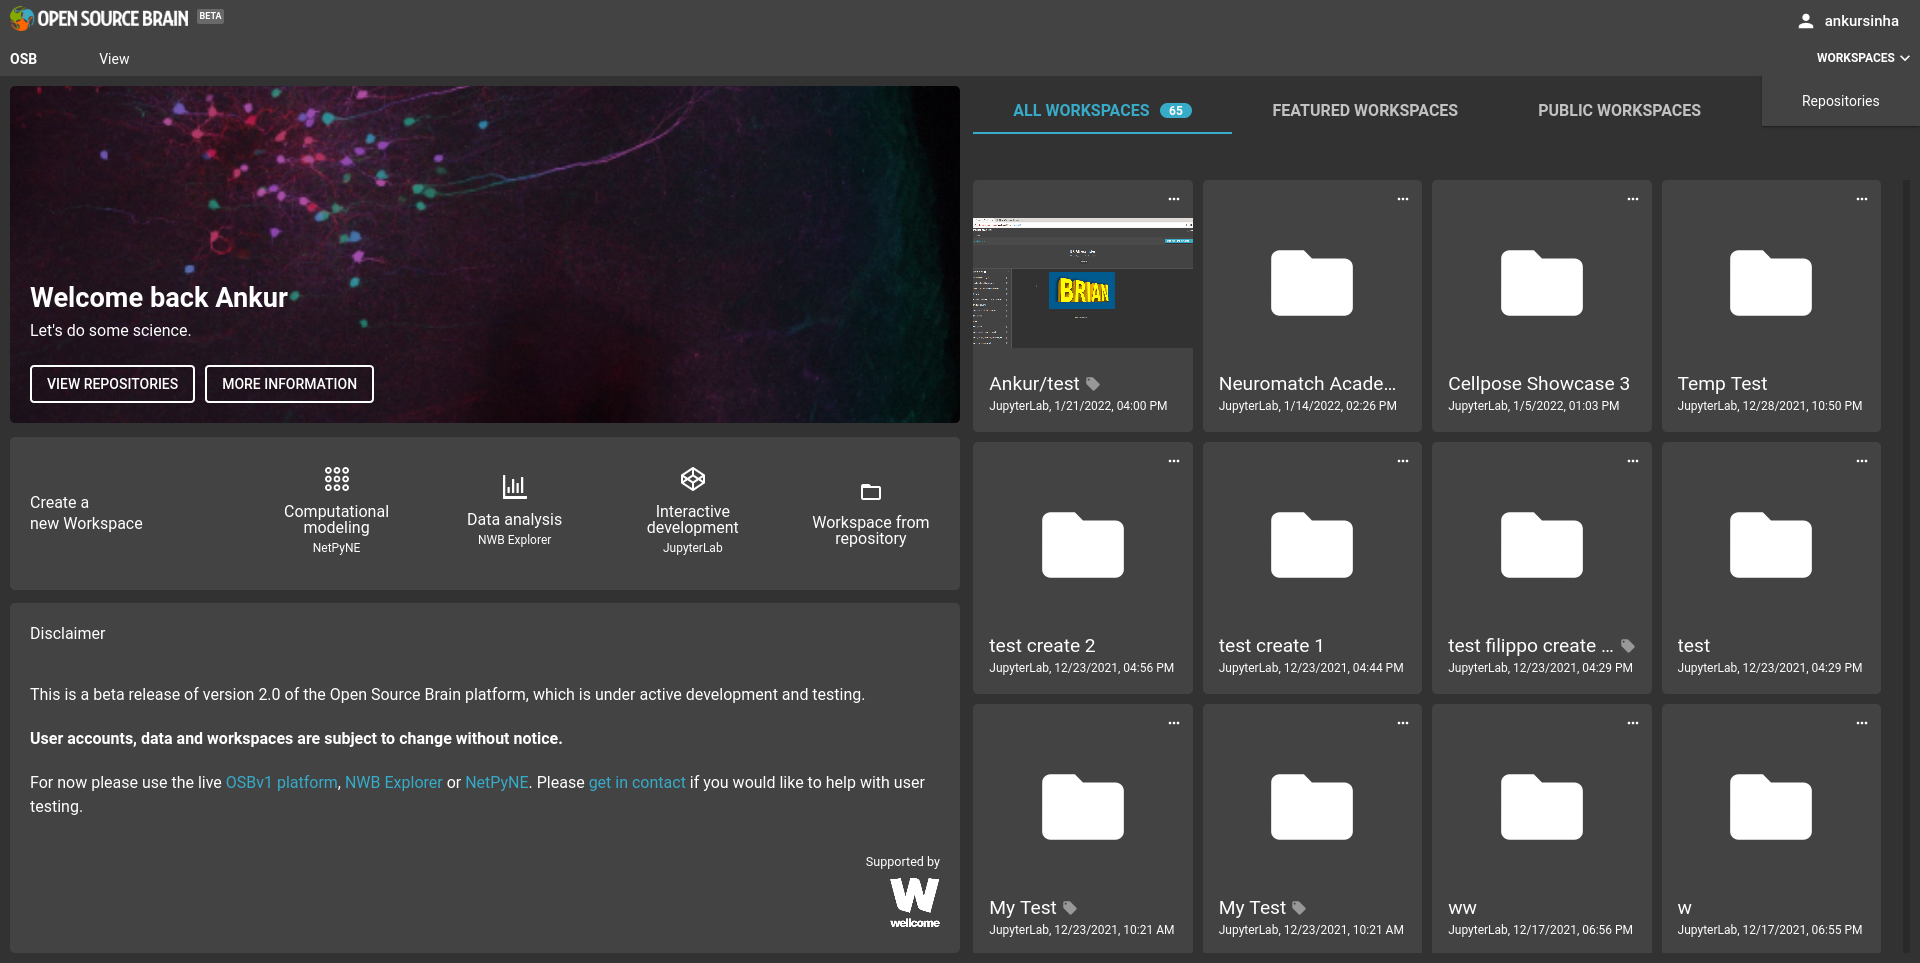 OPEN SOURCE BRAIN BETA
ankursinha
OSB View
WORKSPACES
Repositories
ALL WORKSPACES 65
FEATURED WORKSPACES
PUBLIC WORKSPACES
Welcome back Ankur
Let's do some science.
VIEW REPOSITORIES
MORE INFORMATION
Create a
new Workspace
Computational
modeling
NetPyNE
Data analysis
NWB Explorer
Interactive
development
JupyterLab
Workspace from
repository
Disclaimer
This is a beta release of version 2.0 of the Open Source Brain platform, which is under active development and testing.
User accounts, data and workspaces are subject to change without notice.
For now please use the live OSBv1 platform, NWB Explorer or NetPyNE. Please get in contact if you would like to help with user
testing.
Supported by
W
wellcome
BRIAN
Ankur/test
JupyterLab, 1/21/2022, 04:00 PM
Neuromatch Acade...
JupyterLab, 1/14/2022, 02:26 PM
Cellpose Showcase 3
JupyterLab, 1/5/2022, 01:03 PM
Temp Test
JupyterLab, 12/28/2021, 10:50 PM
test create 2
JupyterLab, 12/23/2021, 04:56 PM
test create 1
JupyterLab, 12/23/2021, 04:44 PM
test filippo create ...
JupyterLab, 12/23/2021, 04:29 PM
test
JupyterLab, 12/23/2021, 04:29 PM
My Test
JupyterLab, 12/23/2021, 10:21 AM
My Test
JupyterLab, 12/23/2021, 10:21 AM
ww
JupyterLab, 12/17/2021, 06:56 PM
w
JupyterLab, 12/17/2021, 06:55 PM